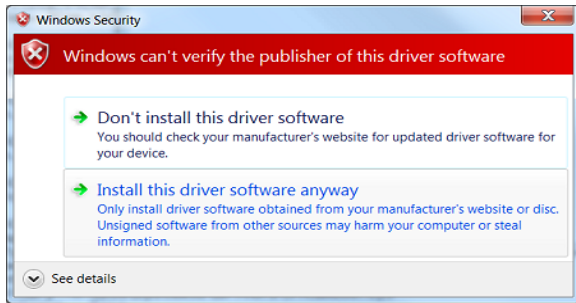 Windows Security
Windows can't verify the publisher of this driver software
Don't install this driver software
You should check your manufacturer's website for updated driver software for
your device.
Install this driver software anyway
Only install driver software obtained from your manufacturer's website or disc.
Unsigned software from other sources may harm your computer or steal
information.
See details